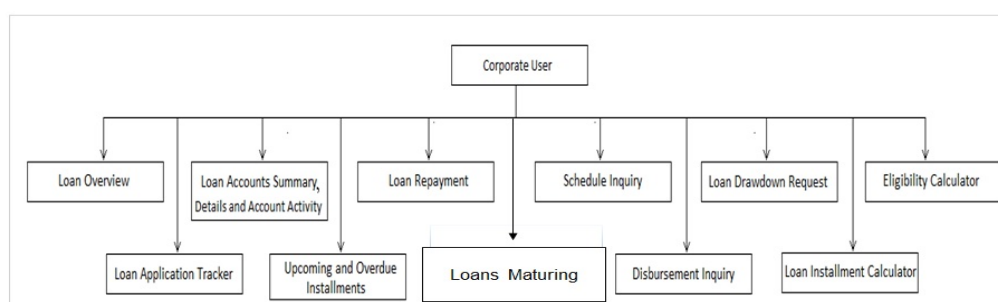 Corporate User
Loan Overview
Loan Accounts Summary,
Details and Account Activity
Loan Repayment
Schedule Inquiry
Loan Drawdown Request
Eligibility Calculator
Loan Application Tracker
Upcoming and Overdue
Installments
Loans Maturing
Disbursement Inquiry
Loan Installment Calculator